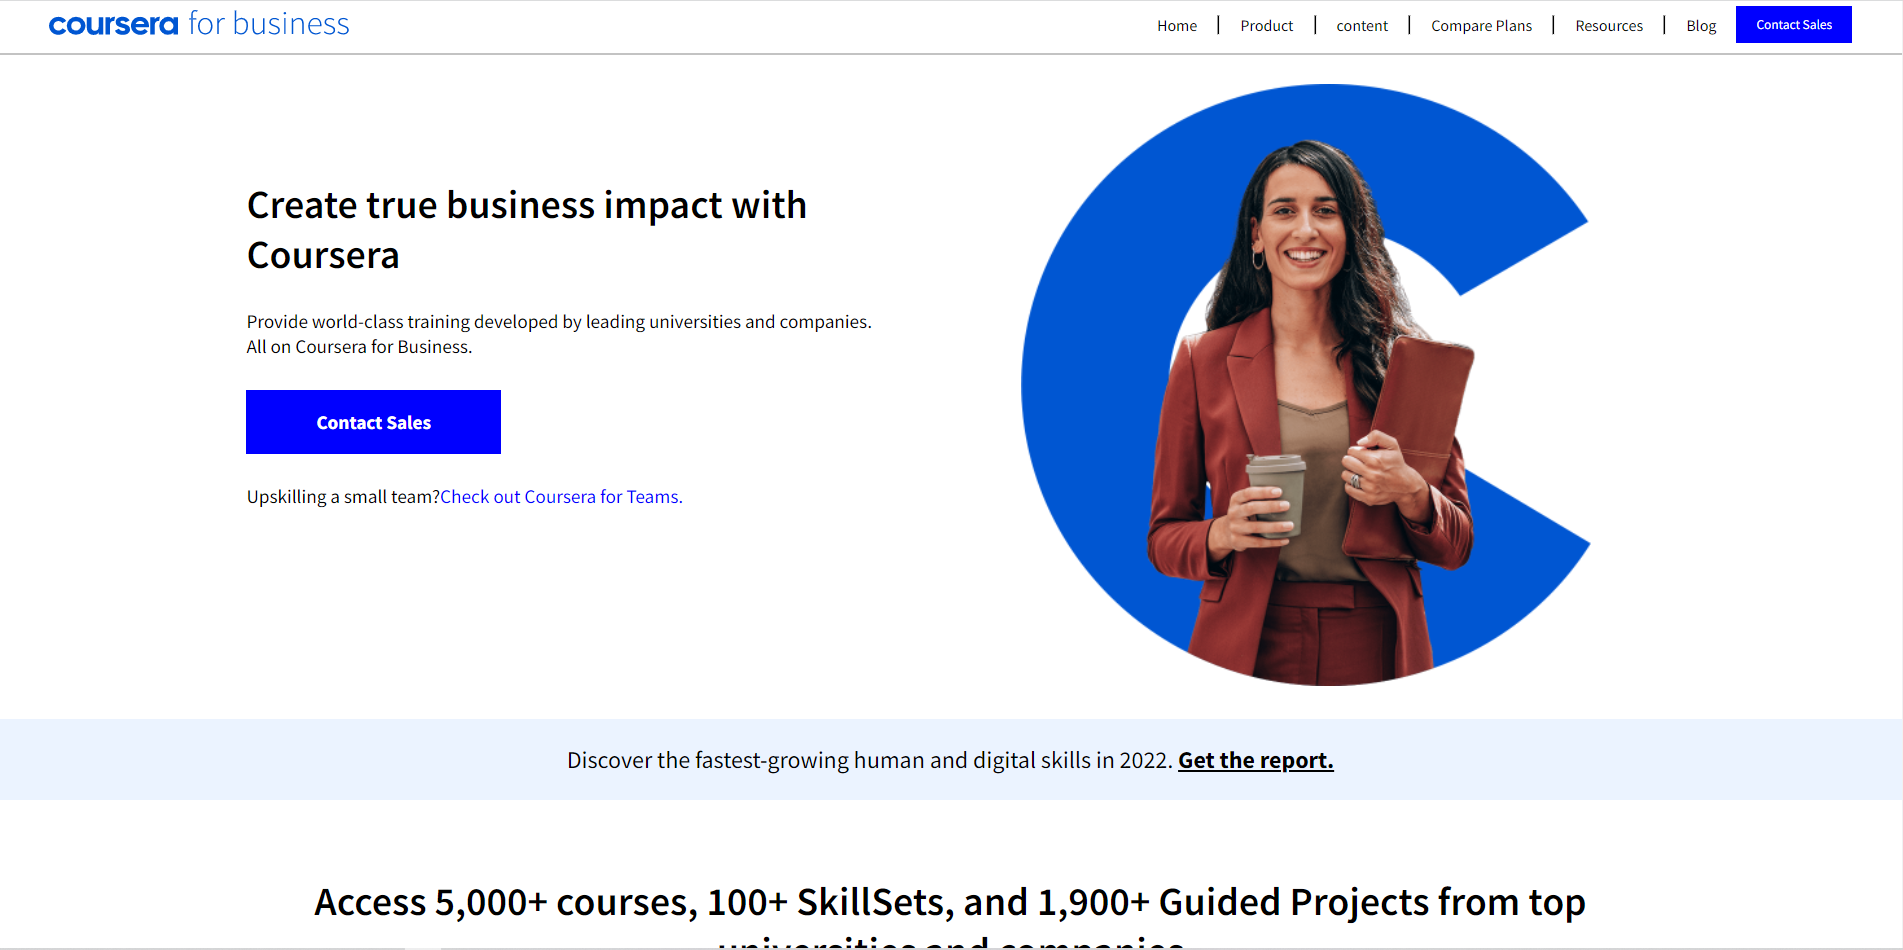 coursera for business
Home | Product | content | Compare Plans | Resources | Blog
Contact Sales
Create true business impact with
Coursera
Provide world-class training developed by leading universities and companies.
All on Coursera for Business.
Contact Sales
Upskilling a small team?Check out Coursera for Teams.
Discover the fastest-growing human and digital skills in 2022. Get the report.
Access 5,000+ courses, 100+ SkillSets, and 1,900+ Guided Projects from top
universities and companies